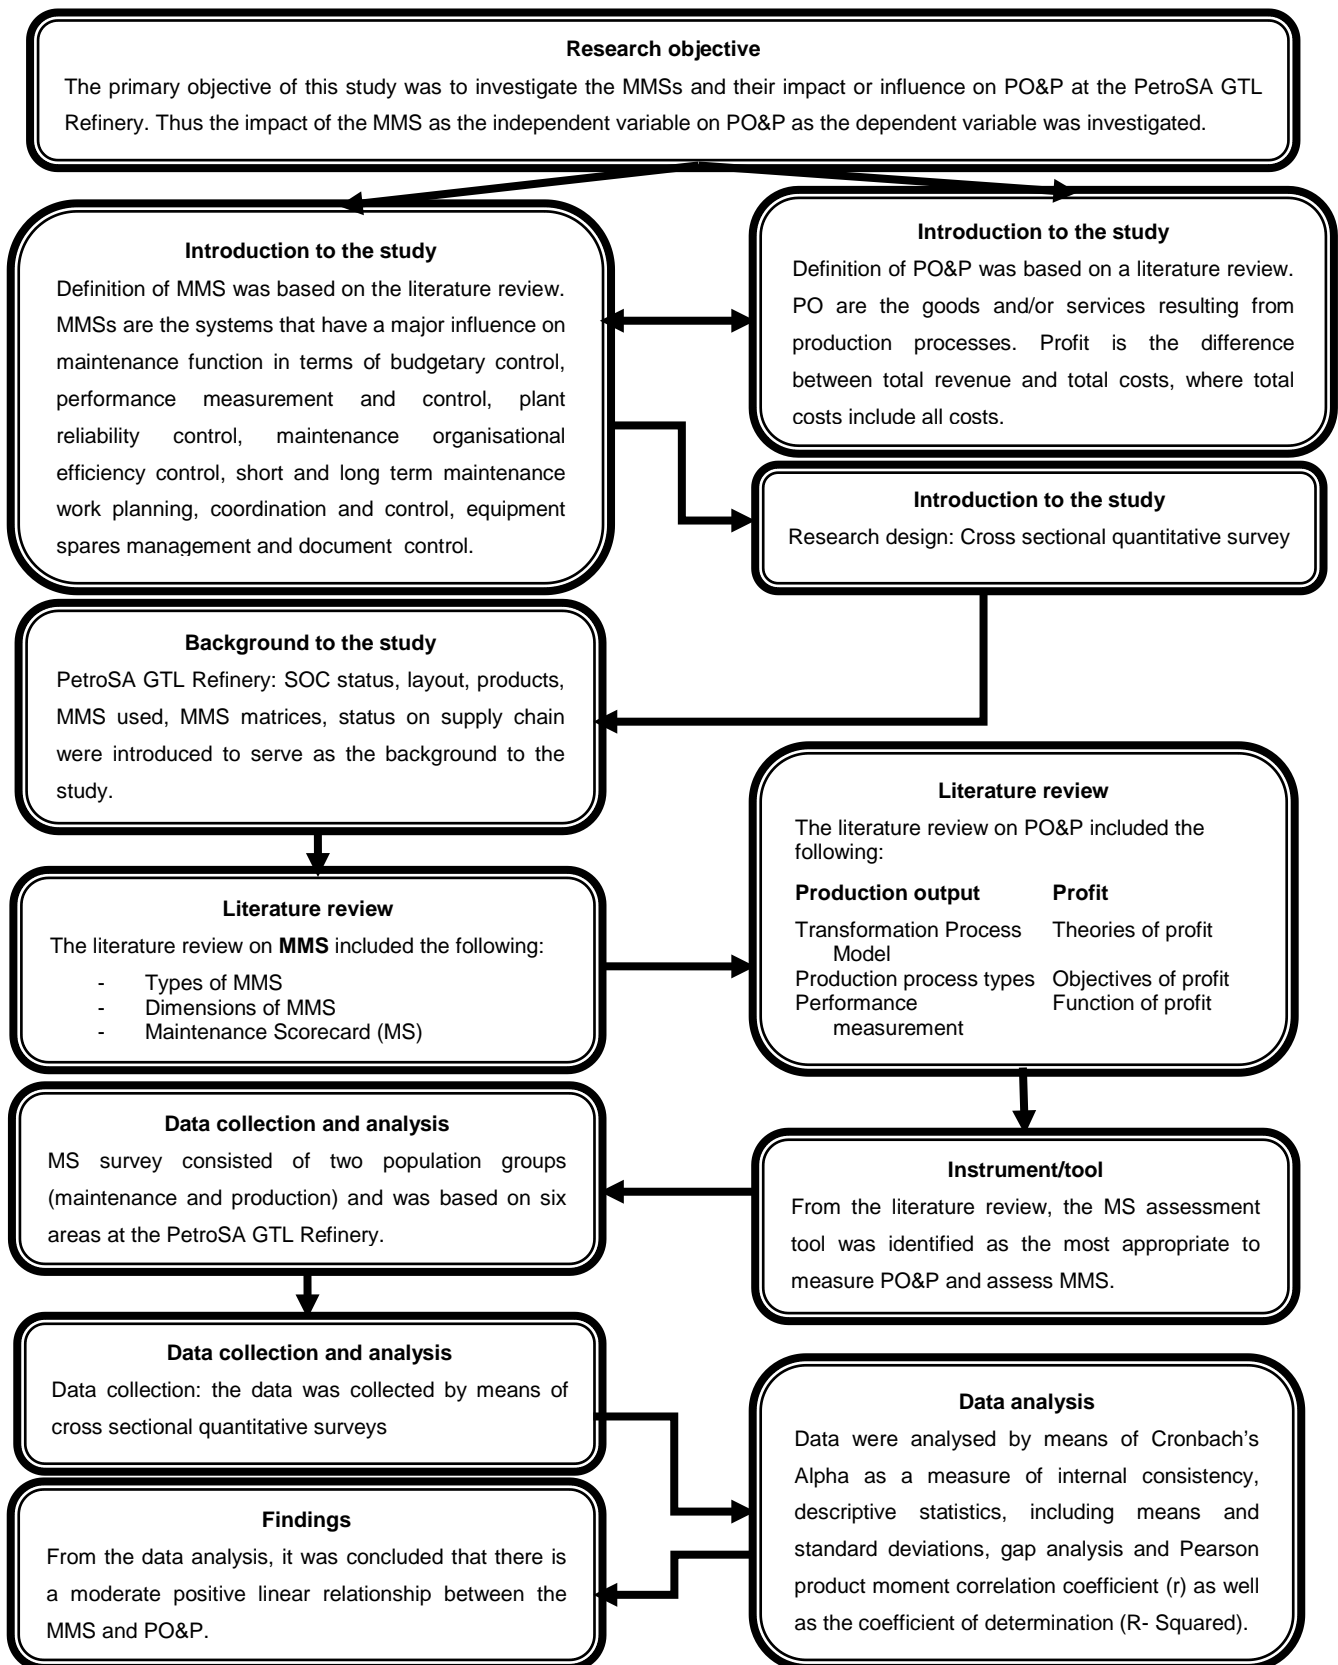 Research objective
The primary objective of this study was to investigate the MMSs and their impact or influence on PO&P at the PetroSA GTL
Refinery. Thus the impact of the MMS as the independent variable on PO&P as the dependent variable was investigated.
Introduction to the study
Definition of MMS was based on the literature review.
MMSs are the systems that have a major influence on
maintenance function in terms of budgetary control,
performance measurement and control, plant
reliability control, maintenance organisational
efficiency control, short and long term maintenance
work planning, coordination and control, equipment
spares management and document control.
Introduction to the study
Definition of PO&P was based on a literature review.
PO are the goods and/or services resulting from
production processes. Profit is the difference
between total revenue and total costs, where total
costs include all costs.
Introduction to the study
Research design: Cross sectional quantitative survey
Background to the study
PetroSA GTL Refinery: SOC status, layout, products,
MMS used, MMS matrices, status on supply chain
were introduced to serve as the background to the
study.
Literature review
The literature review on MMS included the following:
- Types of MMS
- Dimensions of MMS
- Maintenance Scorecard (MS)
Literature review
The literature review on PO&P included the
following:
Production output Profit
Transformation Process Theories of profit
Model
Production process types Objectives of profit
Performance Function of profit
measurement
Instrument/tool
From the literature review, the MS assessment
tool was identified as the most appropriate to
measure PO&P and assess MMS.
Data collection and analysis
MS survey consisted of two population groups
(maintenance and production) and was based on six
areas at the PetroSA GTL Refinery.
Data collection and analysis
Data collection: the data was collected by means of
cross sectional quantitative surveys
Data analysis
Data were analysed by means of Cronbach's
Alpha as a measure of internal consistency,
descriptive statistics, including means and
standard deviations, gap analysis and Pearson
product moment correlation coefficient (r) as well
as the coefficient of determination (R- Squared).
Findings
From the data analysis, it was concluded that there is
a moderate positive linear relationship between the
MMS and PO&P.